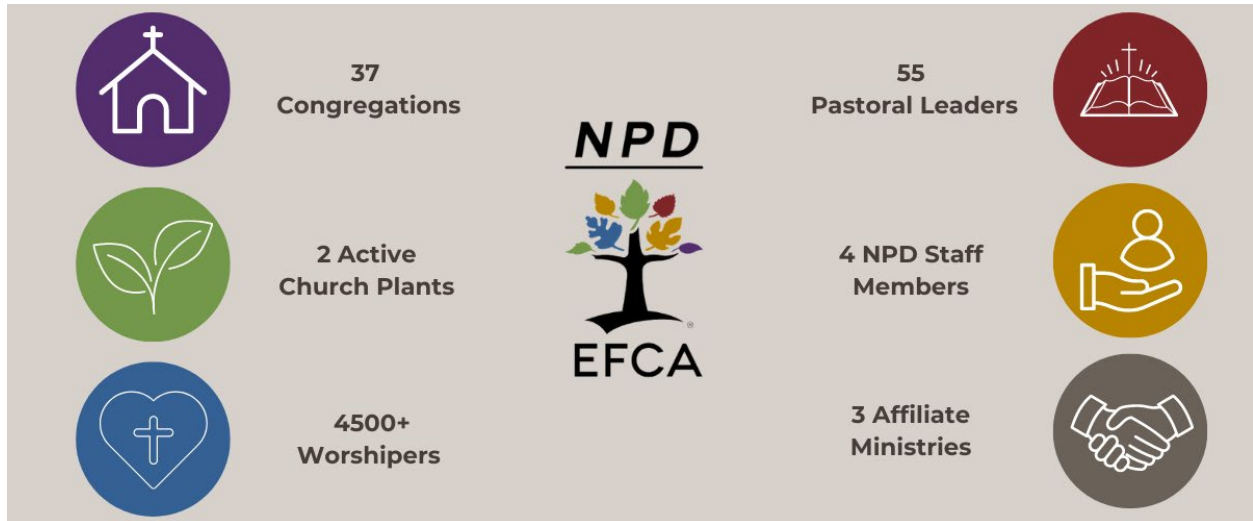 37
Congregations
2 Active
Church Plants
4500+
Worshipers
NPD
®
EFCA
55
Pastoral Leaders
4 NPD Staff
Members
3 Affiliate
Ministries